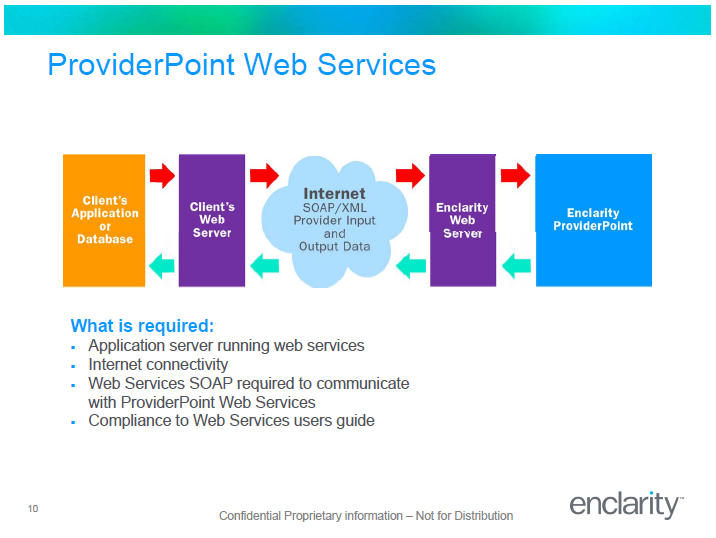 ProviderPoint Web Services
Client's
Application
or
Database
Client's
Web
Server
Internet
SOAP/XML
Provider Input
and
Output Data
Enclarity
Web
Server
Enclarity
ProviderPoint
What is required:
▪ Application server running web services
▪ Internet connectivity
▪ Web Services SOAP required to communicate
with ProviderPoint Web Services
▪ Compliance to Web Services users guide
10
Confidential Proprietary information – Not for Distribution
enclarity™